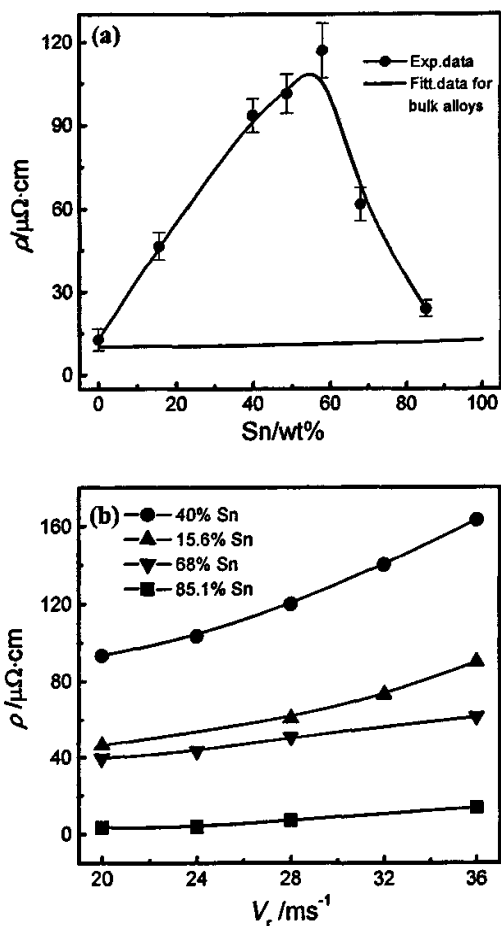 (a)
Exp.data
Fitt.data for
bulk alloys
120
90
60
30
0
ρ/μΩ·cm
0 20 40 60 80 100
Sn/wt%
(b)
40% Sn
15.6% Sn
68% Sn
85.1% Sn
160
120
80
40
0
ρ/μΩ·cm
20 24 28 32 36
Vr /ms-1